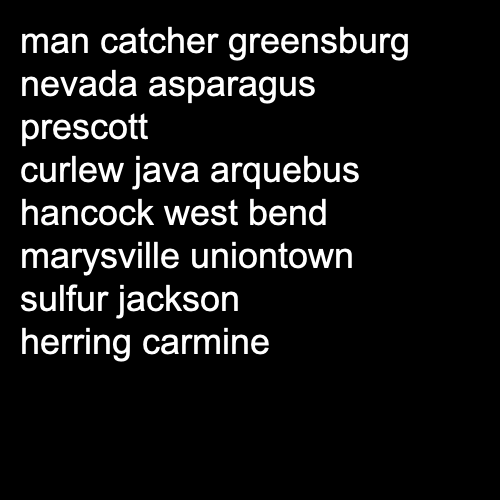 man catcher greensburg
nevada asparagus
prescott
curlew java arquebus
hancock west bend
marysville uniontown
sulfur jackson
herring carmine